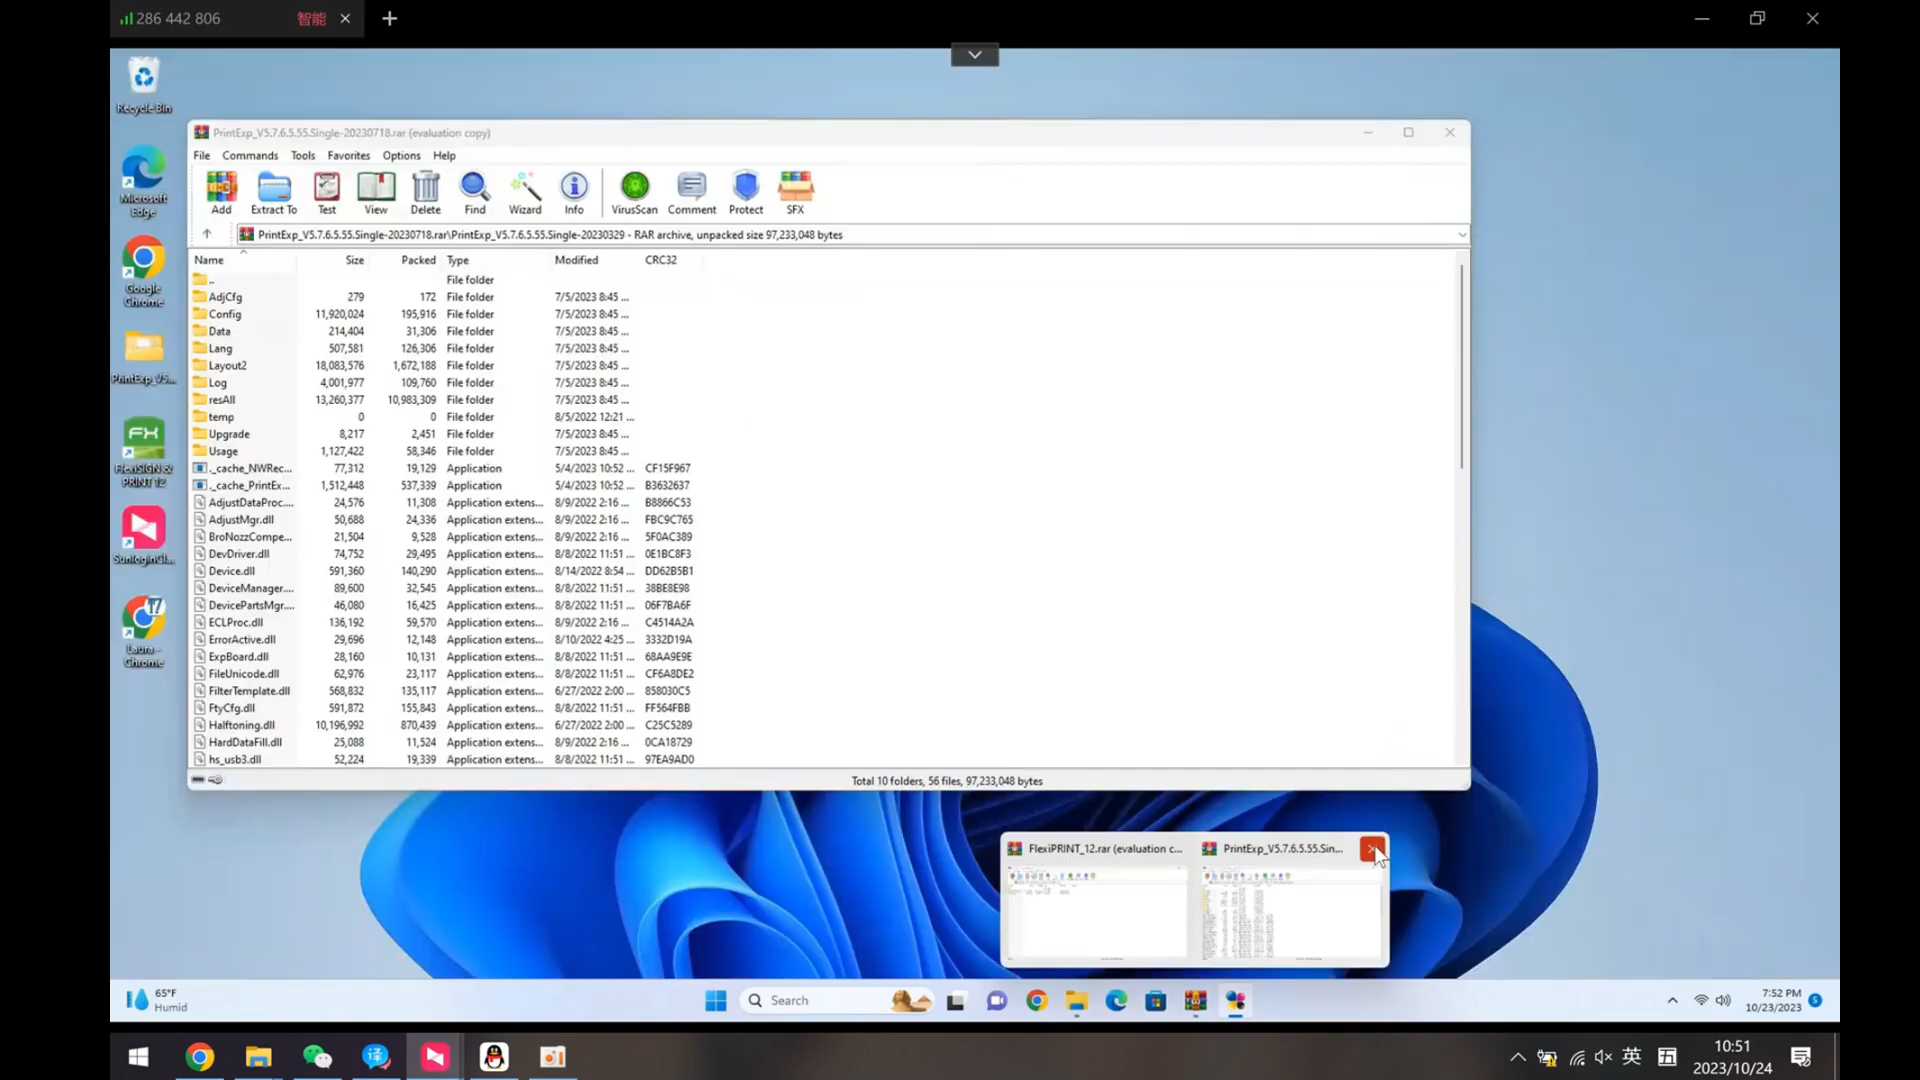 286 442 806 智能
Recycle Bin
Microsoft
Edge
Google
Chrome
PrintExp_V5...
FlexiSIGN &
PRINT 12
SunloginCl...
Laura -
Chrome
PrintExp_V5.7.6.5.55.Single-20230718.rar (evaluation copy)
File Commands Tools Favorites Options Help
Add Extract To Test View Delete Find Wizard Info VirusScan Comment Protect SFX
PrintExp_V5.7.6.5.55.Single-20230718.rar\PrintExp_V5.7.6.5.55.Single-20230329 - RAR archive, unpacked size 97,233,048 bytes
Name Size Packed Type Modified CRC32
.. File folder
AdjCfg 279 172 File folder 7/5/2023 8:45 ...
Config 11,920,024 195,916 File folder 7/5/2023 8:45 ...
Data 214,404 31,306 File folder 7/5/2023 8:45 ...
Lang 507,581 126,306 File folder 7/5/2023 8:45 ...
Layout2 18,083,576 1,672,188 File folder 7/5/2023 8:45 ...
Log 4,001,977 109,760 File folder 7/5/2023 8:45 ...
resAll 13,260,377 10,983,309 File folder 7/5/2023 8:45 ...
temp 0 0 File folder 8/5/2022 12:21 ...
Upgrade 8,217 2,451 File folder 7/5/2023 8:45 ...
Usage 1,127,422 58,346 File folder 7/5/2023 8:45 ...
._cache_NWRec... 77,312 19,129 Application 5/4/2023 10:52 ... CF15F967
._cache_PrintEx... 1,512,448 537,339 Application 5/4/2023 10:52 ... B3632637
AdjustDataProc.... 24,576 11,308 Application extens... 8/9/2022 2:16 ... B8866C53
AdjustMgr.dll 50,688 24,336 Application extens... 8/9/2022 2:16 ... FBC9C765
BroNozzCompe... 21,504 9,528 Application extens... 8/9/2022 2:16 ... 5F0AC389
DevDriver.dll 74,752 29,495 Application extens... 8/8/2022 11:51 ... 0E1BC8F3
Device.dll 591,360 140,290 Application extens... 8/14/2022 8:54 ... DD62B5B1
DeviceManager.... 89,600 32,545 Application extens... 8/8/2022 11:51 ... 38BE8E98
DevicePartsMgr.... 46,080 16,425 Application extens... 8/8/2022 11:51 ... 06F7BA6F
ECLProc.dll 136,192 59,570 Application extens... 8/9/2022 2:16 ... C4514A2A
ErrorActive.dll 29,696 12,148 Application extens... 8/10/2022 4:25 ... 3332D19A
ExpBoard.dll 28,160 10,131 Application extens... 8/8/2022 11:51 ... 68AA9E9E
FileUnicode.dll 62,976 23,117 Application extens... 8/8/2022 11:51 ... CF6A8DE2
FilterTemplate.dll 568,832 135,117 Application extens... 6/27/2022 2:00 ... 858030C5
FtyCfg.dll 591,872 155,843 Application extens... 8/8/2022 11:51 ... FF564FBB
Halftoning.dll 10,196,992 870,439 Application extens... 6/27/2022 2:00 ... C25C5289
HardDataFill.dll 25,088 11,524 Application extens... 8/9/2022 2:16 ... 0CA18729
hs_usb3.dll 52,224 19,339 Application extens... 8/8/2022 11:51 ... 97EA9AD0
Total 10 folders, 56 files, 97,233,048 bytes
FlexiPRINT_12.rar (evaluation c... PrintExp_V5.7.6.5.55.Sin...
65°F
Humid
Search
7:52 PM
10/23/2023
英
10:51
2023/10/24